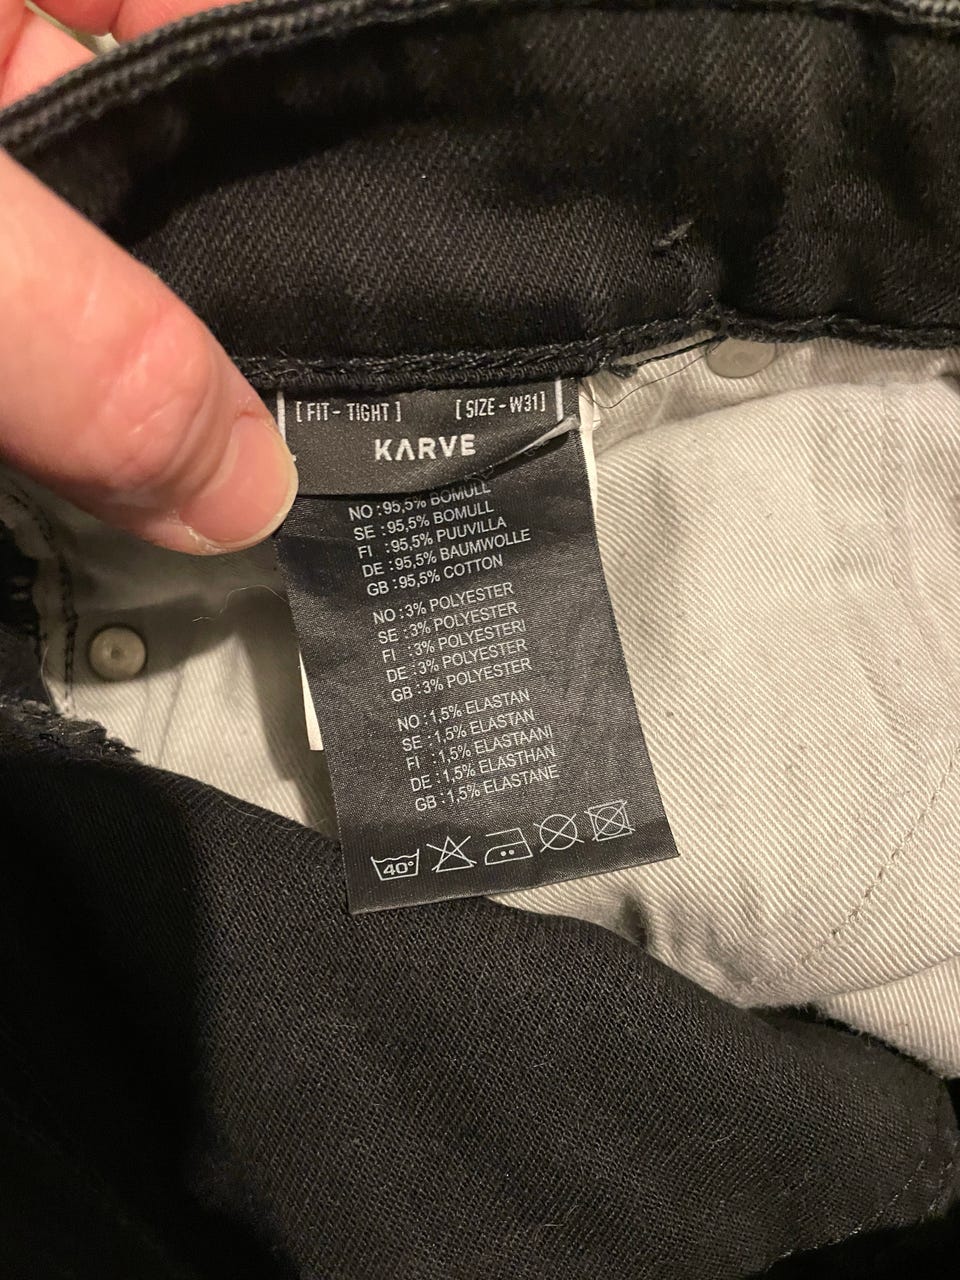 [ FIT - TIGHT ] [ SIZE - W31]
KARVE
NO : 95,5% BOMULL
SE : 95,5% BOMULL
FI : 95,5% PUUVILLA
DE : 95,5% BAUMWOLLE
GB : 95,5% COTTON
NO : 3% POLYESTER
SE : 3% POLYESTER
FI : 3% POLYESTERI
DE : 3% POLYESTER
GB : 3% POLYESTER
NO : 1,5% ELASTAN
SE : 1,5% ELASTAN
FI : 1,5% ELASTAANI
DE : 1,5% ELASTHAN
GB : 1,5% ELASTANE
40°